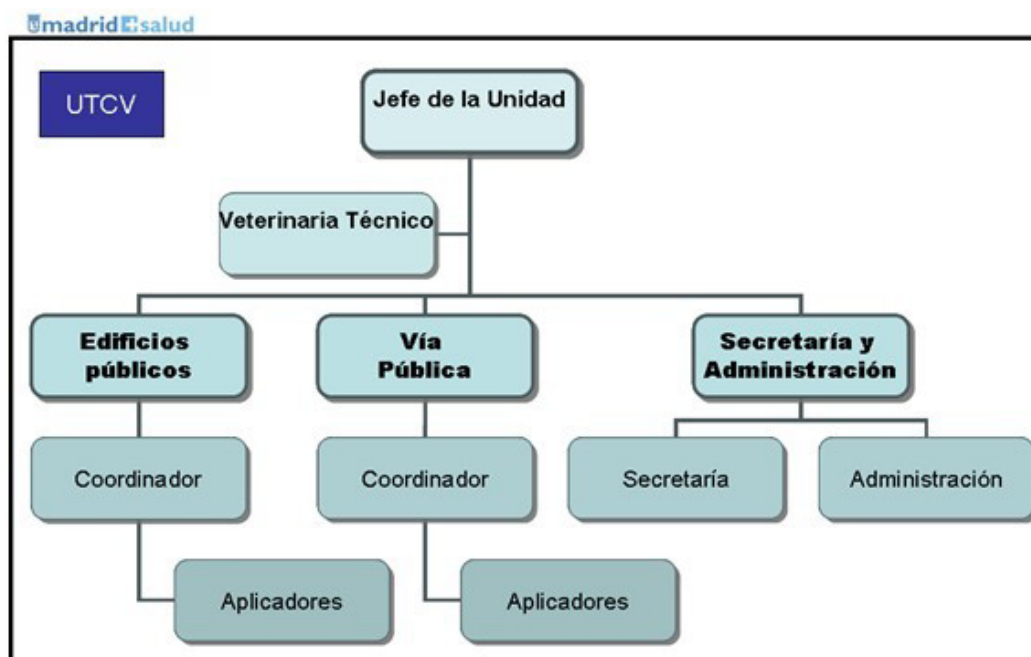 madrid salud
UTCV
Jefe de la Unidad
Veterinaria Técnico
Edificios
públicos
Vía
Pública
Secretaría y
Administración
Coordinador
Coordinador
Secretaría
Administración
Aplicadores
Aplicadores